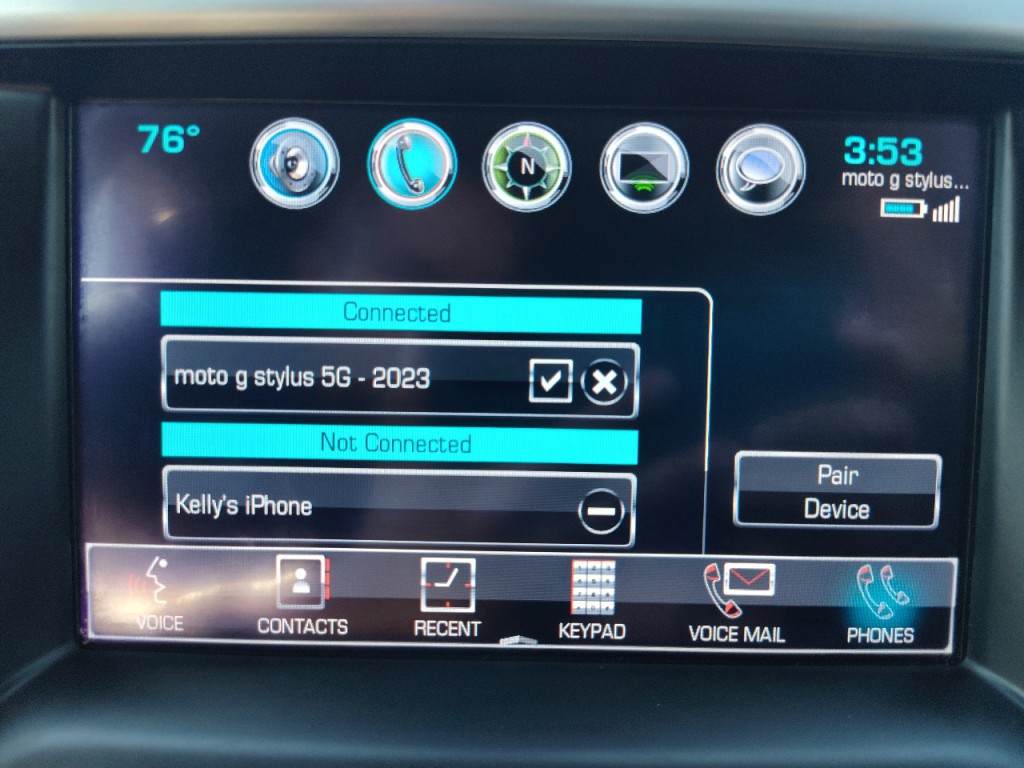 76°
N
3:53
moto g stylus...
Connected
moto g stylus 5G - 2023
Not Connected
Kelly's iPhone
Pair
Device
VOICE
CONTACTS
RECENT
KEYPAD
VOICE MAIL
PHONES